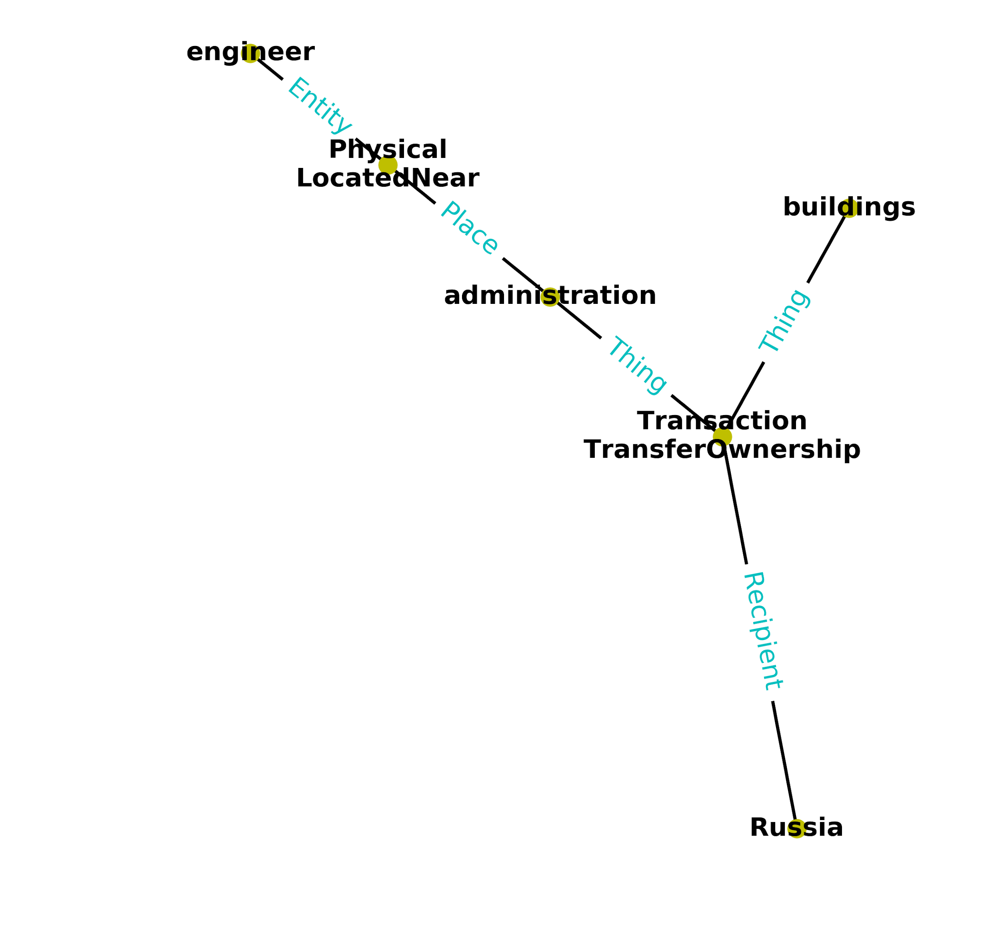 engineer
Entity
Physical
LocatedNear
Place
buildings
administration
Thing
Thing
Transaction
TransferOwnership
Recipient
Russia